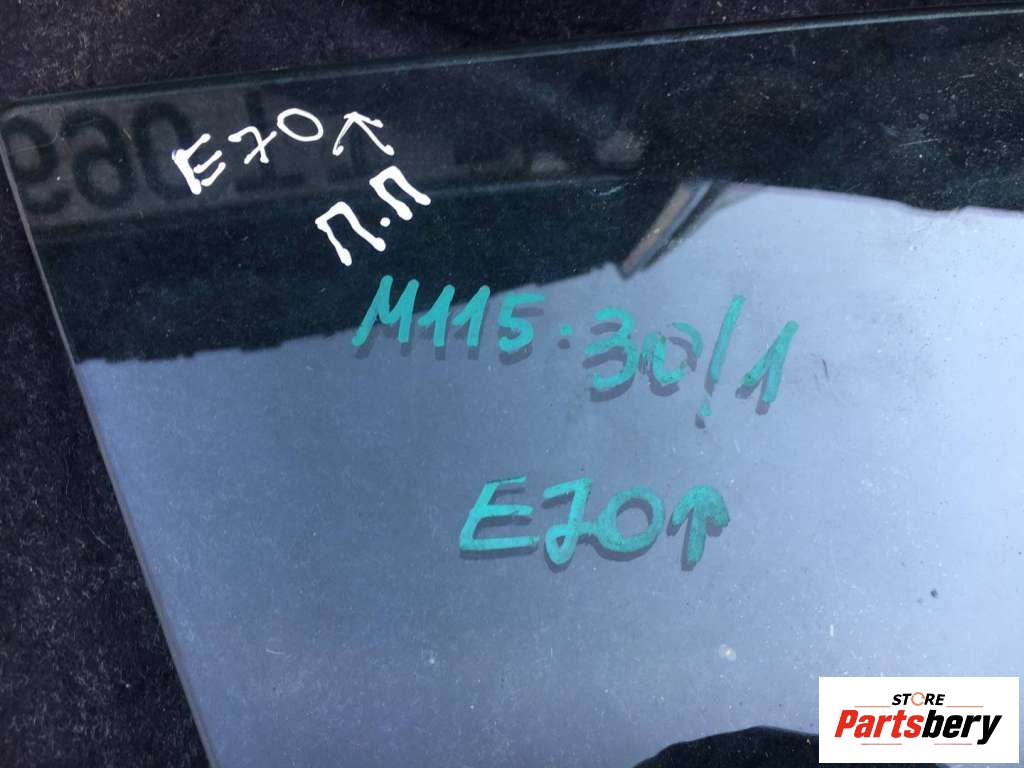 E70↑
П.П
M115.30/1
E70↑
STORE
Partsbery